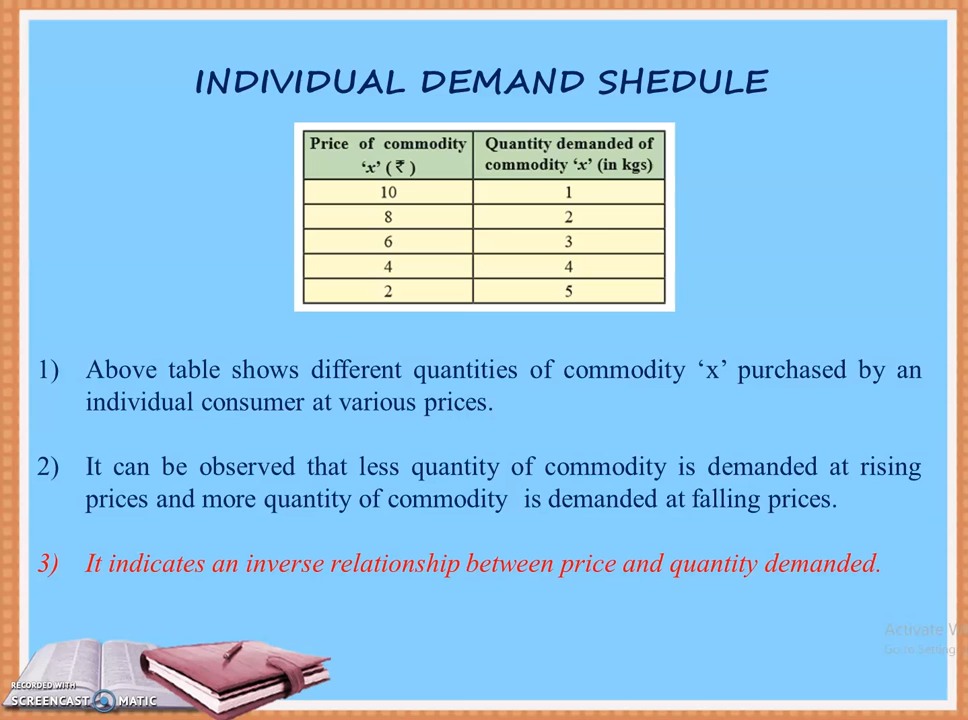 INDIVIDUAL DEMAND SHEDULE
Price of commodity Quantity demanded of
‘x’ ( ₹ ) commodity ‘x’ (in kgs)
10 1
8 2
6 3
4 4
2 5
1) Above table shows different quantities of commodity ‘x’ purchased by an
individual consumer at various prices.
2) It can be observed that less quantity of commodity is demanded at rising
prices and more quantity of commodity is demanded at falling prices.
3) It indicates an inverse relationship between price and quantity demanded.
Activate W
Go to Setting
RECORDED WITH
SCREENCAST MATIC